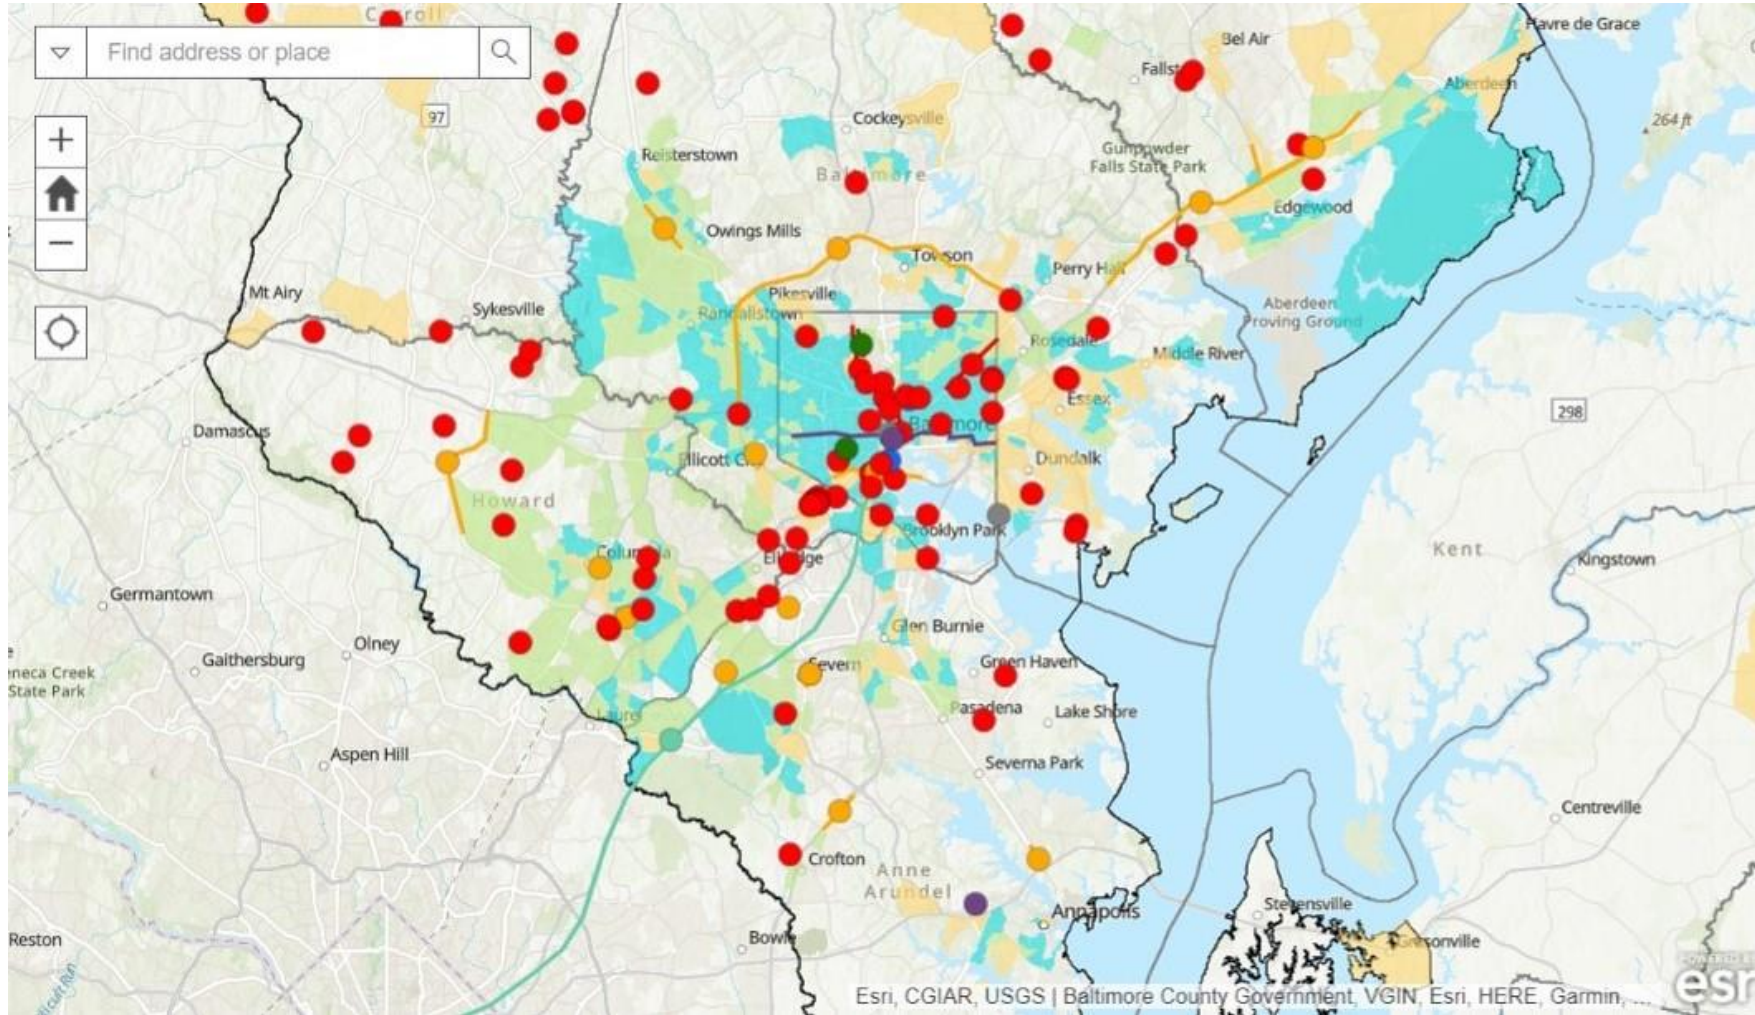 Carroll
Havre de Grace
Find address or place
Bel Air
Fallst
Aberdeen
97
Cockeysville
264 ft
Reisterstown
Gunpowder
Falls State Park
Baltimore
Edgewood
Owings Mills
Towson
Perry Hall
Mt Airy
Pikesville
Sykesville
Randallstown
Aberdeen
Proving Ground
Rosedale
Middle River
Essex
298
Damascus
Baltimore
Ellicott City
Dundalk
Howard
Brooklyn Park
Columbia
Elkridge
Kent
Kingstown
Germantown
Glen Burnie
Olney
Gaithersburg
Severn
Green Haven
eneca Creek
State Park
Pasadena
Lake Shore
Laurel
Aspen Hill
Severna Park
Centreville
Crofton
Anne
Arundel
Stevensville
Annapolis
Reston
Bowie
Grasonville
POWERED BY
esri
Esri, CGIAR, USGS | Baltimore County Government, VGIN, Esri, HERE, Garmin, ...